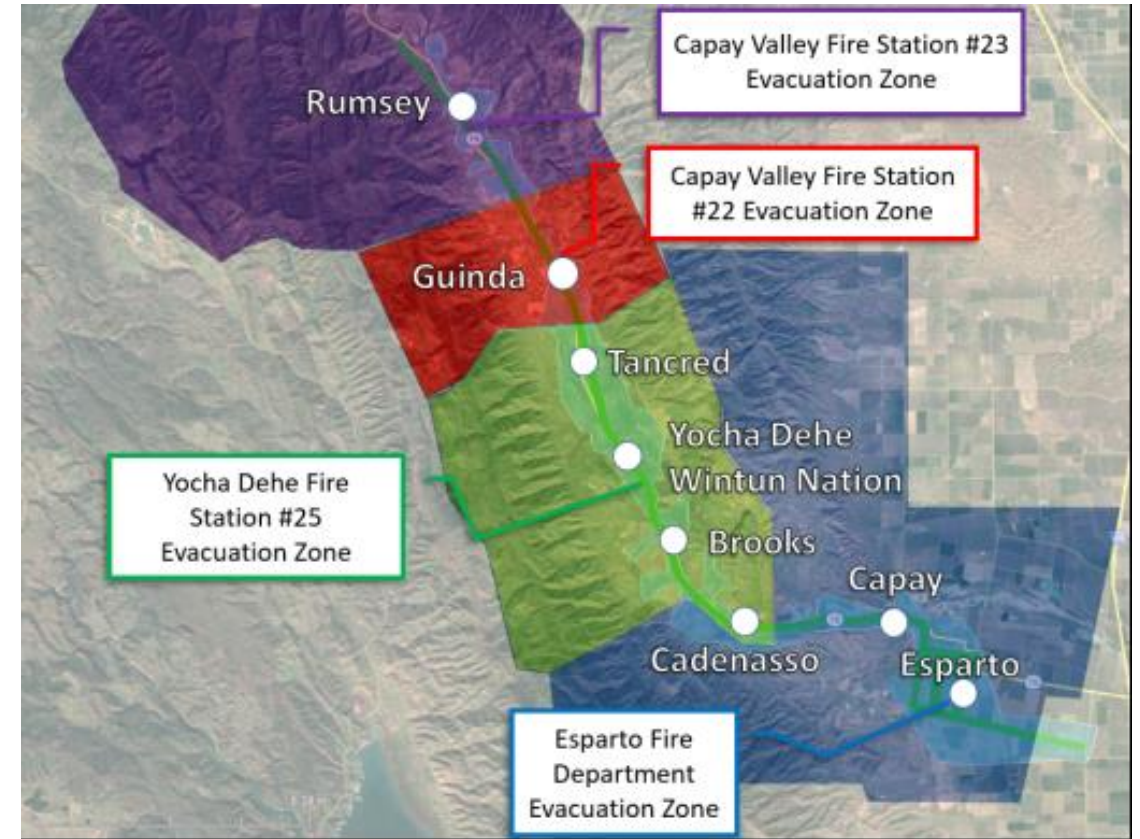 Capay Valley Fire Station #23
Evacuation Zone
Rumsey
Capay Valley Fire Station
#22 Evacuation Zone
Guinda
Tancred
Yocha Dehe
Wintun Nation
Yocha Dehe Fire
Station #25
Evacuation Zone
Brooks
Capay
Cadenasso
Esparto
Esparto Fire
Department
Evacuation Zone